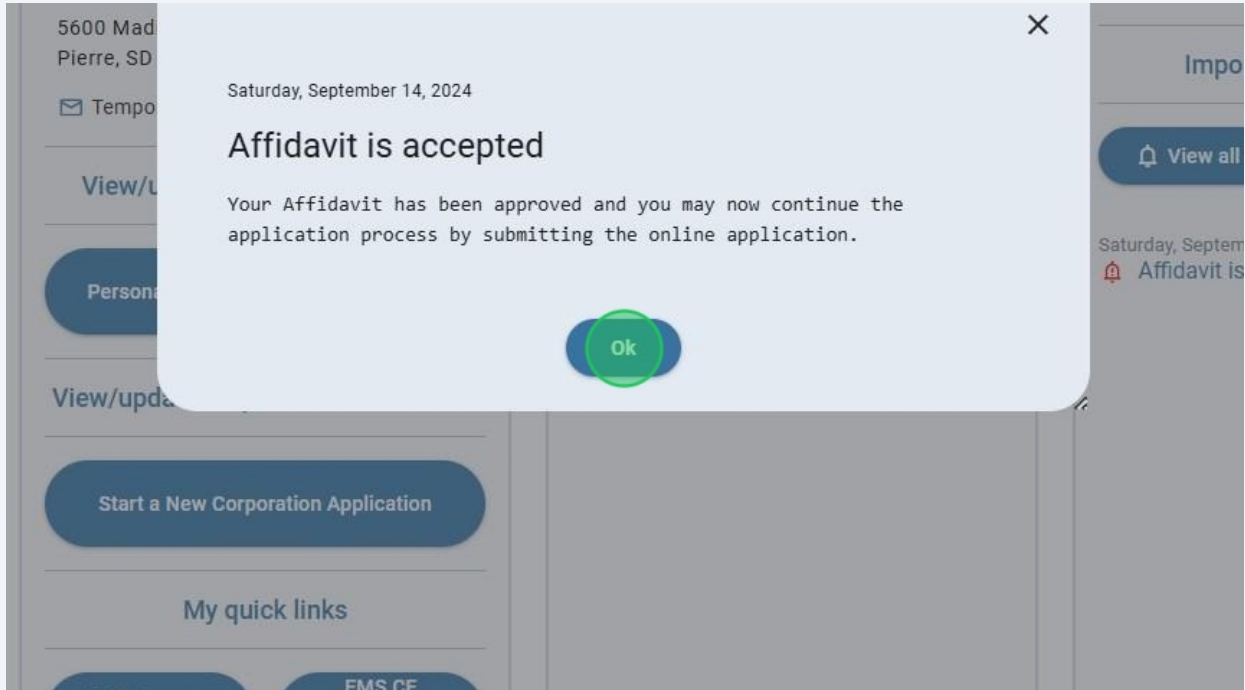 5600 Mad
Pierre, SD
Tempo
View/u
Persona
View/upda
Start a New Corporation Application
My quick links
EMS CE
Saturday, September 14, 2024
Affidavit is accepted
Your Affidavit has been approved and you may now continue the
application process by submitting the online application.
Ok
Impo
View all
Saturday, Septem
Affidavit is